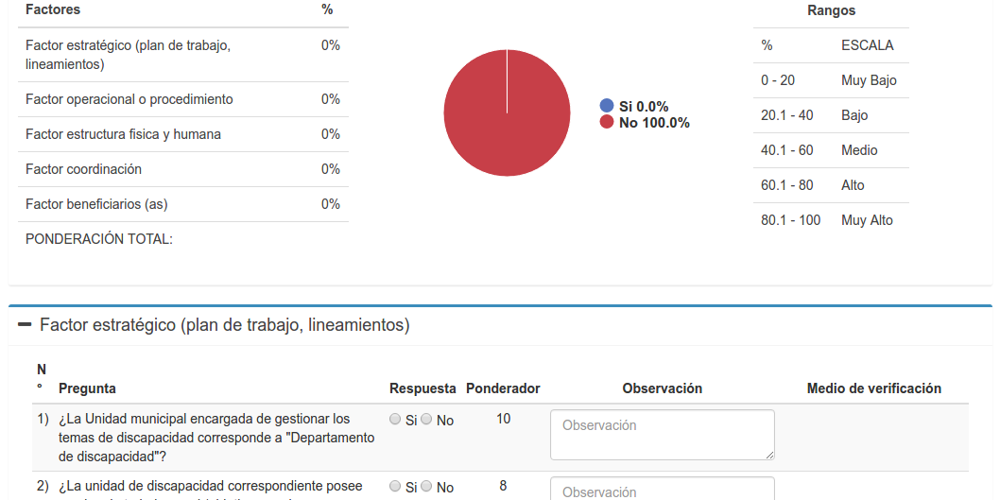 Factores %
Factor estratégico (plan de trabajo, 0%
lineamientos)
Factor operacional o procedimiento 0%
Factor estructura fisica y humana 0%
Factor coordinación 0%
Factor beneficiarios (as) 0%
PONDERACIÓN TOTAL:
Si 0.0%
No 100.0%
Rangos
% ESCALA
0 - 20 Muy Bajo
20.1 - 40 Bajo
40.1 - 60 Medio
60.1 - 80 Alto
80.1 - 100 Muy Alto
Factor estratégico (plan de trabajo, lineamientos)
N
° Pregunta Respuesta Ponderador Observación Medio de verificación
1) ¿La Unidad municipal encargada de gestionar los Si No 10 Observación
temas de discapacidad corresponde a "Departamento
de discapacidad"?
2) ¿La unidad de discapacidad correspondiente posee Si No 8 Observación